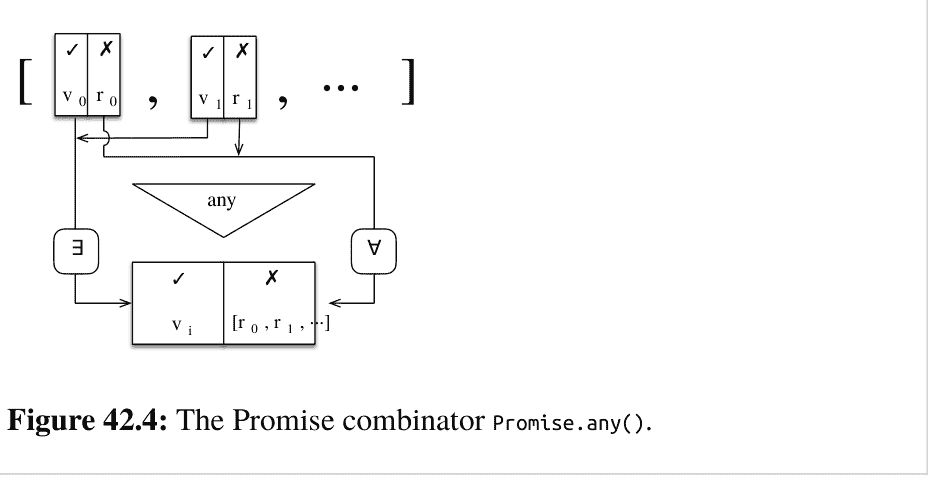 [ ✓ ✗ , ✓ ✗ , ... ]
v 0 r 0 v 1 r 1
any
∃ ∀
✓ ✗
v i [r 0 , r 1 , ...]
Figure 42.4: The Promise combinator Promise.any().